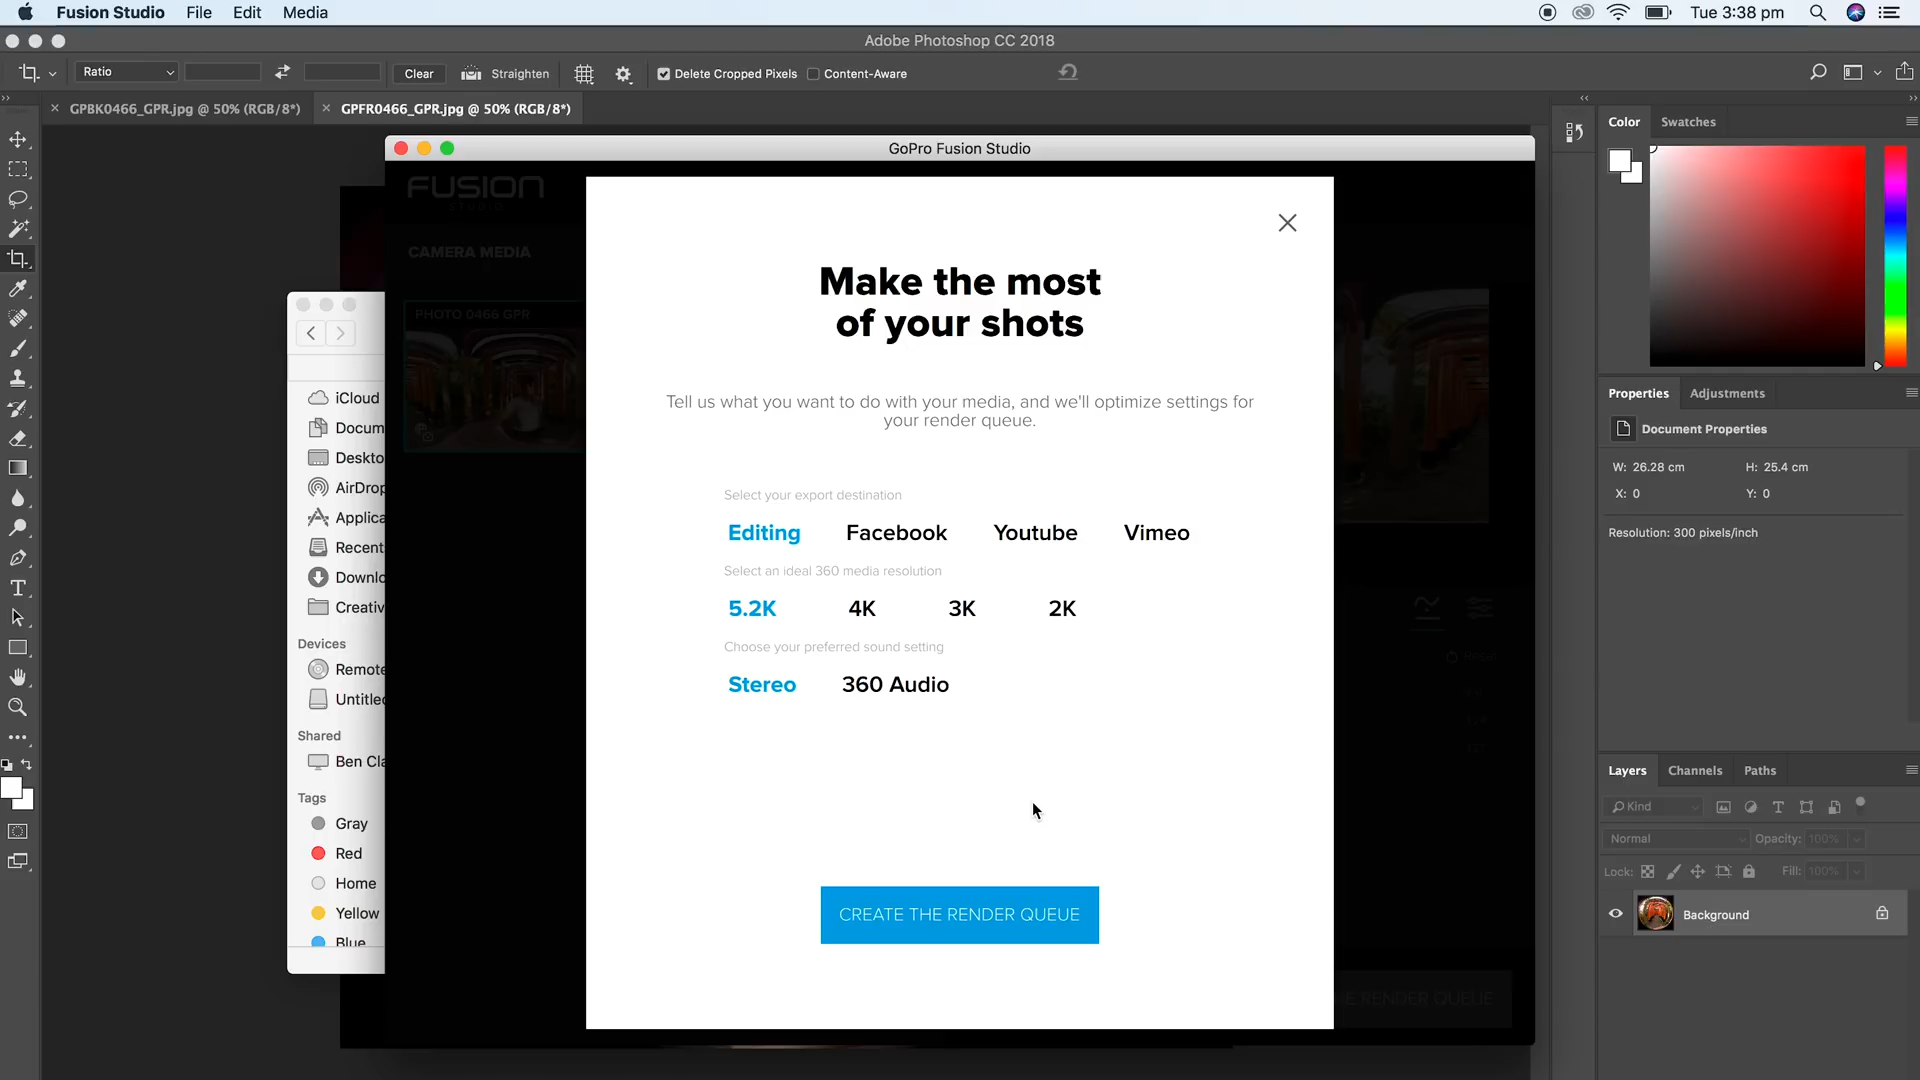 Fusion Studio File Edit Media Tue 3:38 pm
Adobe Photoshop CC 2018
Ratio Clear Straighten Delete Cropped Pixels Content-Aware
GPBK0466_GPR.jpg @ 50% (RGB/8*) GPFR0466_GPR.jpg @ 50% (RGB/8*)
GoPro Fusion Studio
FUSION
STUDIO
CAMERA MEDIA
PHOTO 0466 GPR
Make the most
of your shots
Tell us what you want to do with your media, and we'll optimize settings for
your render queue.
Select your export destination
Editing Facebook Youtube Vimeo
Select an ideal 360 media resolution
5.2K 4K 3K 2K
Choose your preferred sound setting
Stereo 360 Audio
CREATE THE RENDER QUEUE
RENDER QUEUE
iCloud
Docum
Deskto
AirDrop
Applica
Recent
Downlo
Creativ
Devices
Remote
Untitled
Shared
Ben Cla
Tags
Gray
Red
Home
Yellow
Blue
Color Swatches
Properties Adjustments
Document Properties
W: 26.28 cm H: 25.4 cm
X: 0 Y: 0
Resolution: 300 pixels/inch
Layers Channels Paths
Kind
Normal Opacity: 100%
Lock: Fill: 100%
Background